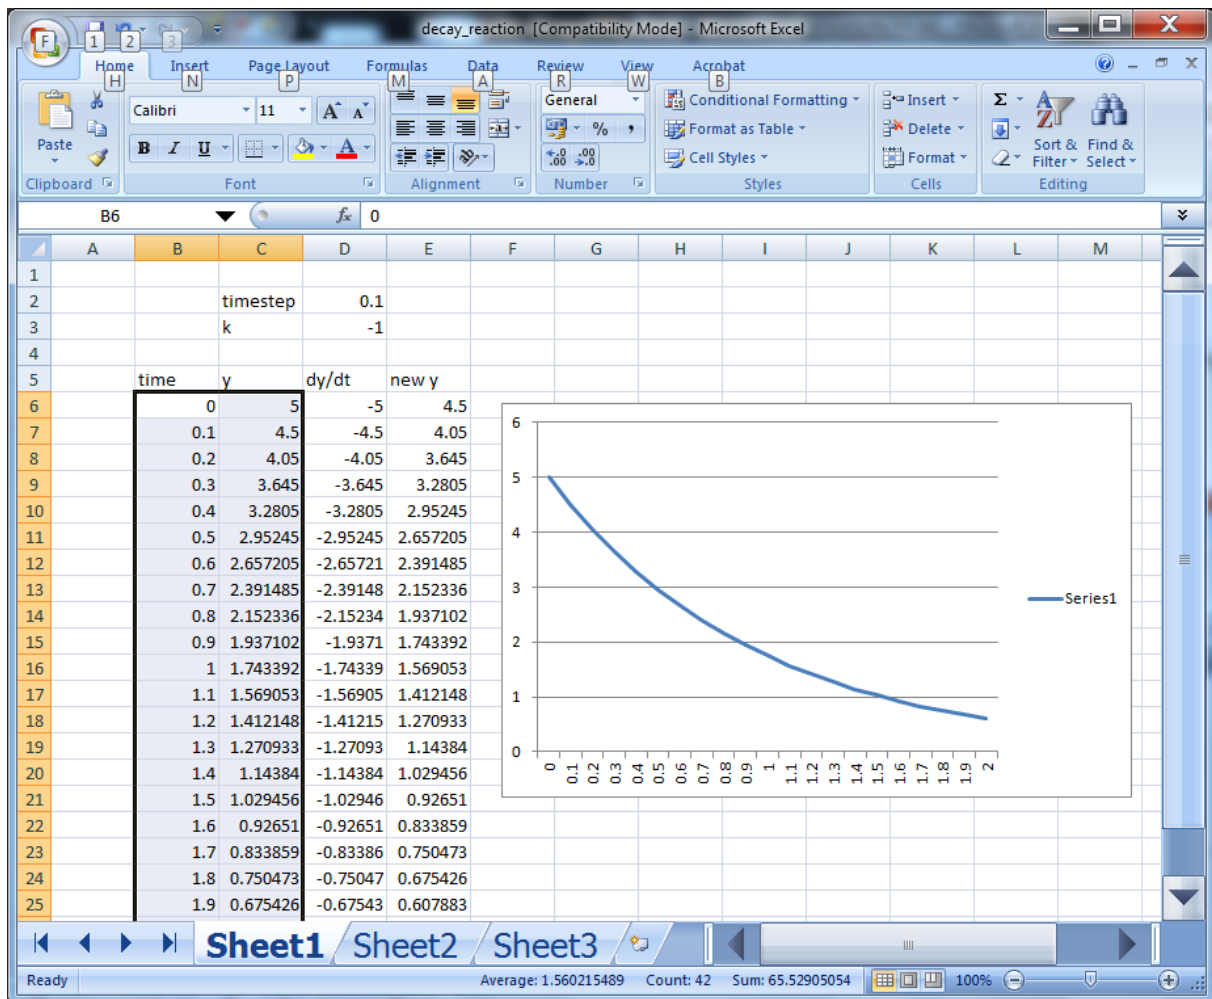 decay_reaction [Compatibility Mode] - Microsoft Excel
F 1 2 3
Home Insert Page Layout Formulas Data Review View Acrobat
H N P M A R W B
Calibri 11 A A General Conditional Formatting Insert Σ
Paste B I U A $ % , Format as Table Delete Sort & Find &
Cell Styles Format Filter Select
Clipboard Font Alignment Number Styles Cells Editing
B6 fx 0
A B C D E F G H I J K L M
1
2 timestep 0.1
3 k -1
4
5 time y dy/dt new y
6 0 5 -5 4.5
7 0.1 4.5 -4.5 4.05
8 0.2 4.05 -4.05 3.645
9 0.3 3.645 -3.645 3.2805
10 0.4 3.2805 -3.2805 2.95245
11 0.5 2.95245 -2.95245 2.657205
12 0.6 2.657205 -2.65721 2.391485
13 0.7 2.391485 -2.39148 2.152336
14 0.8 2.152336 -2.15234 1.937102
15 0.9 1.937102 -1.9371 1.743392
16 1 1.743392 -1.74339 1.569053
17 1.1 1.569053 -1.56905 1.412148
18 1.2 1.412148 -1.41215 1.270933
19 1.3 1.270933 -1.27093 1.14384
20 1.4 1.14384 -1.14384 1.029456
21 1.5 1.029456 -1.02946 0.92651
22 1.6 0.92651 -0.92651 0.833859
23 1.7 0.833859 -0.83386 0.750473
24 1.8 0.750473 -0.75047 0.675426
25 1.9 0.675426 -0.67543 0.607883
6
5
4
3
2
1
0
0 0.1 0.2 0.3 0.4 0.5 0.6 0.7 0.8 0.9 1 1.1 1.2 1.3 1.4 1.5 1.6 1.7 1.8 1.9 2
Series1
Sheet1 Sheet2 Sheet3
Ready Average: 1.560215489 Count: 42 Sum: 65.52905054 100%